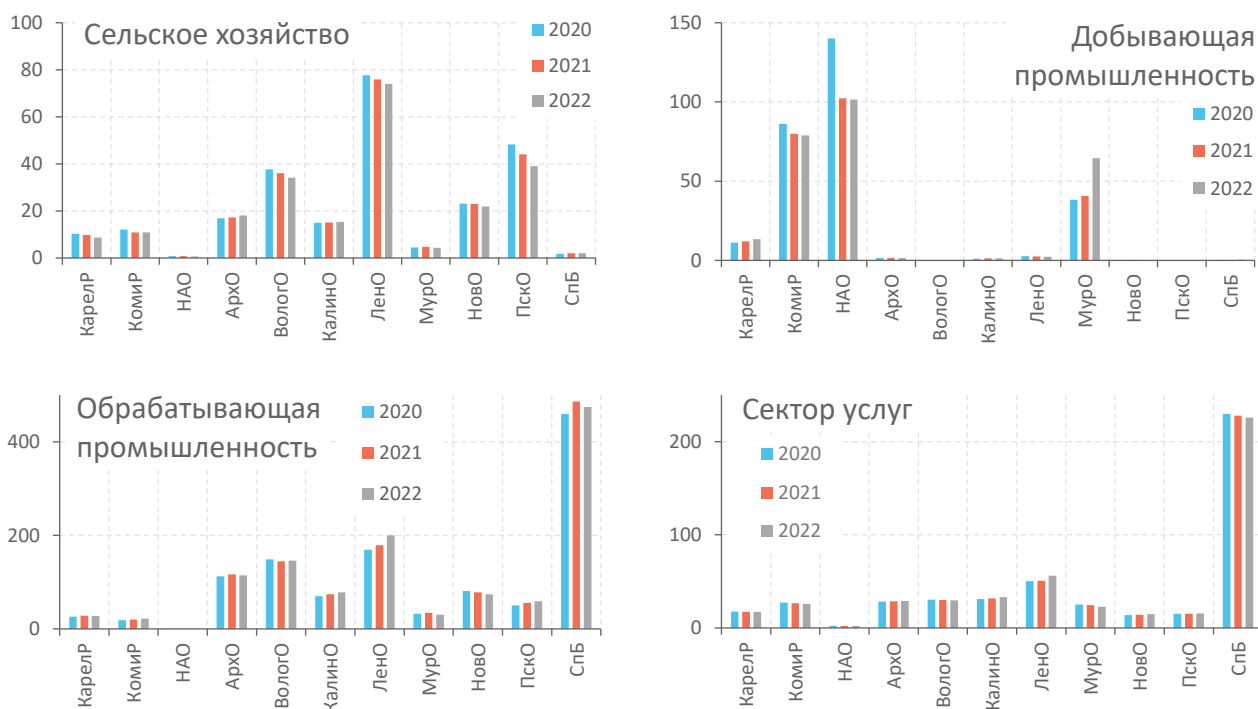 Сельское хозяйство
2020
2021
2022
100
80
60
40
20
0
КарелР
КомиР
НАО
АрхО
ВологО
КалинО
ЛенО
МурО
НовО
ПскО
СпБ
Добывающая
промышленность
2020
2021
2022
150
100
50
0
КарелР
КомиР
НАО
АрхО
ВологО
КалинО
ЛенО
МурО
НовО
ПскО
СпБ
Обрабатывающая
промышленность
2020
2021
2022
400
200
0
КарелР
КомиР
НАО
АрхО
ВологО
КалинО
ЛенО
МурО
НовО
ПскО
СпБ
Сектор услуг
2020
2021
2022
200
100
0
КарелР
КомиР
НАО
АрхО
ВологО
КалинО
ЛенО
МурО
НовО
ПскО
СпБ